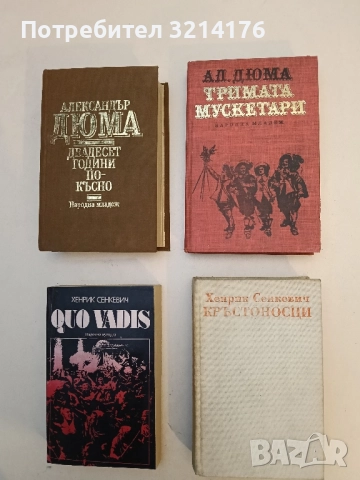 Потребител: 49716827
АЛЕКСАНДЪР
ДЮМА
ДВАДЕСЕТ
ГОДИНИ
ПО-
КЪСНО
Народна младеж
АЛ. ДЮМА
ТРИМАТА
МУСКЕТАРИ
НАРОДНА МЛАДЕЖ
ХЕНРИК СЕНКЕВИЧ
QUO VADIS
Хенрик Сенкевич
КРЪСТОНОСЦИ
BAZAR